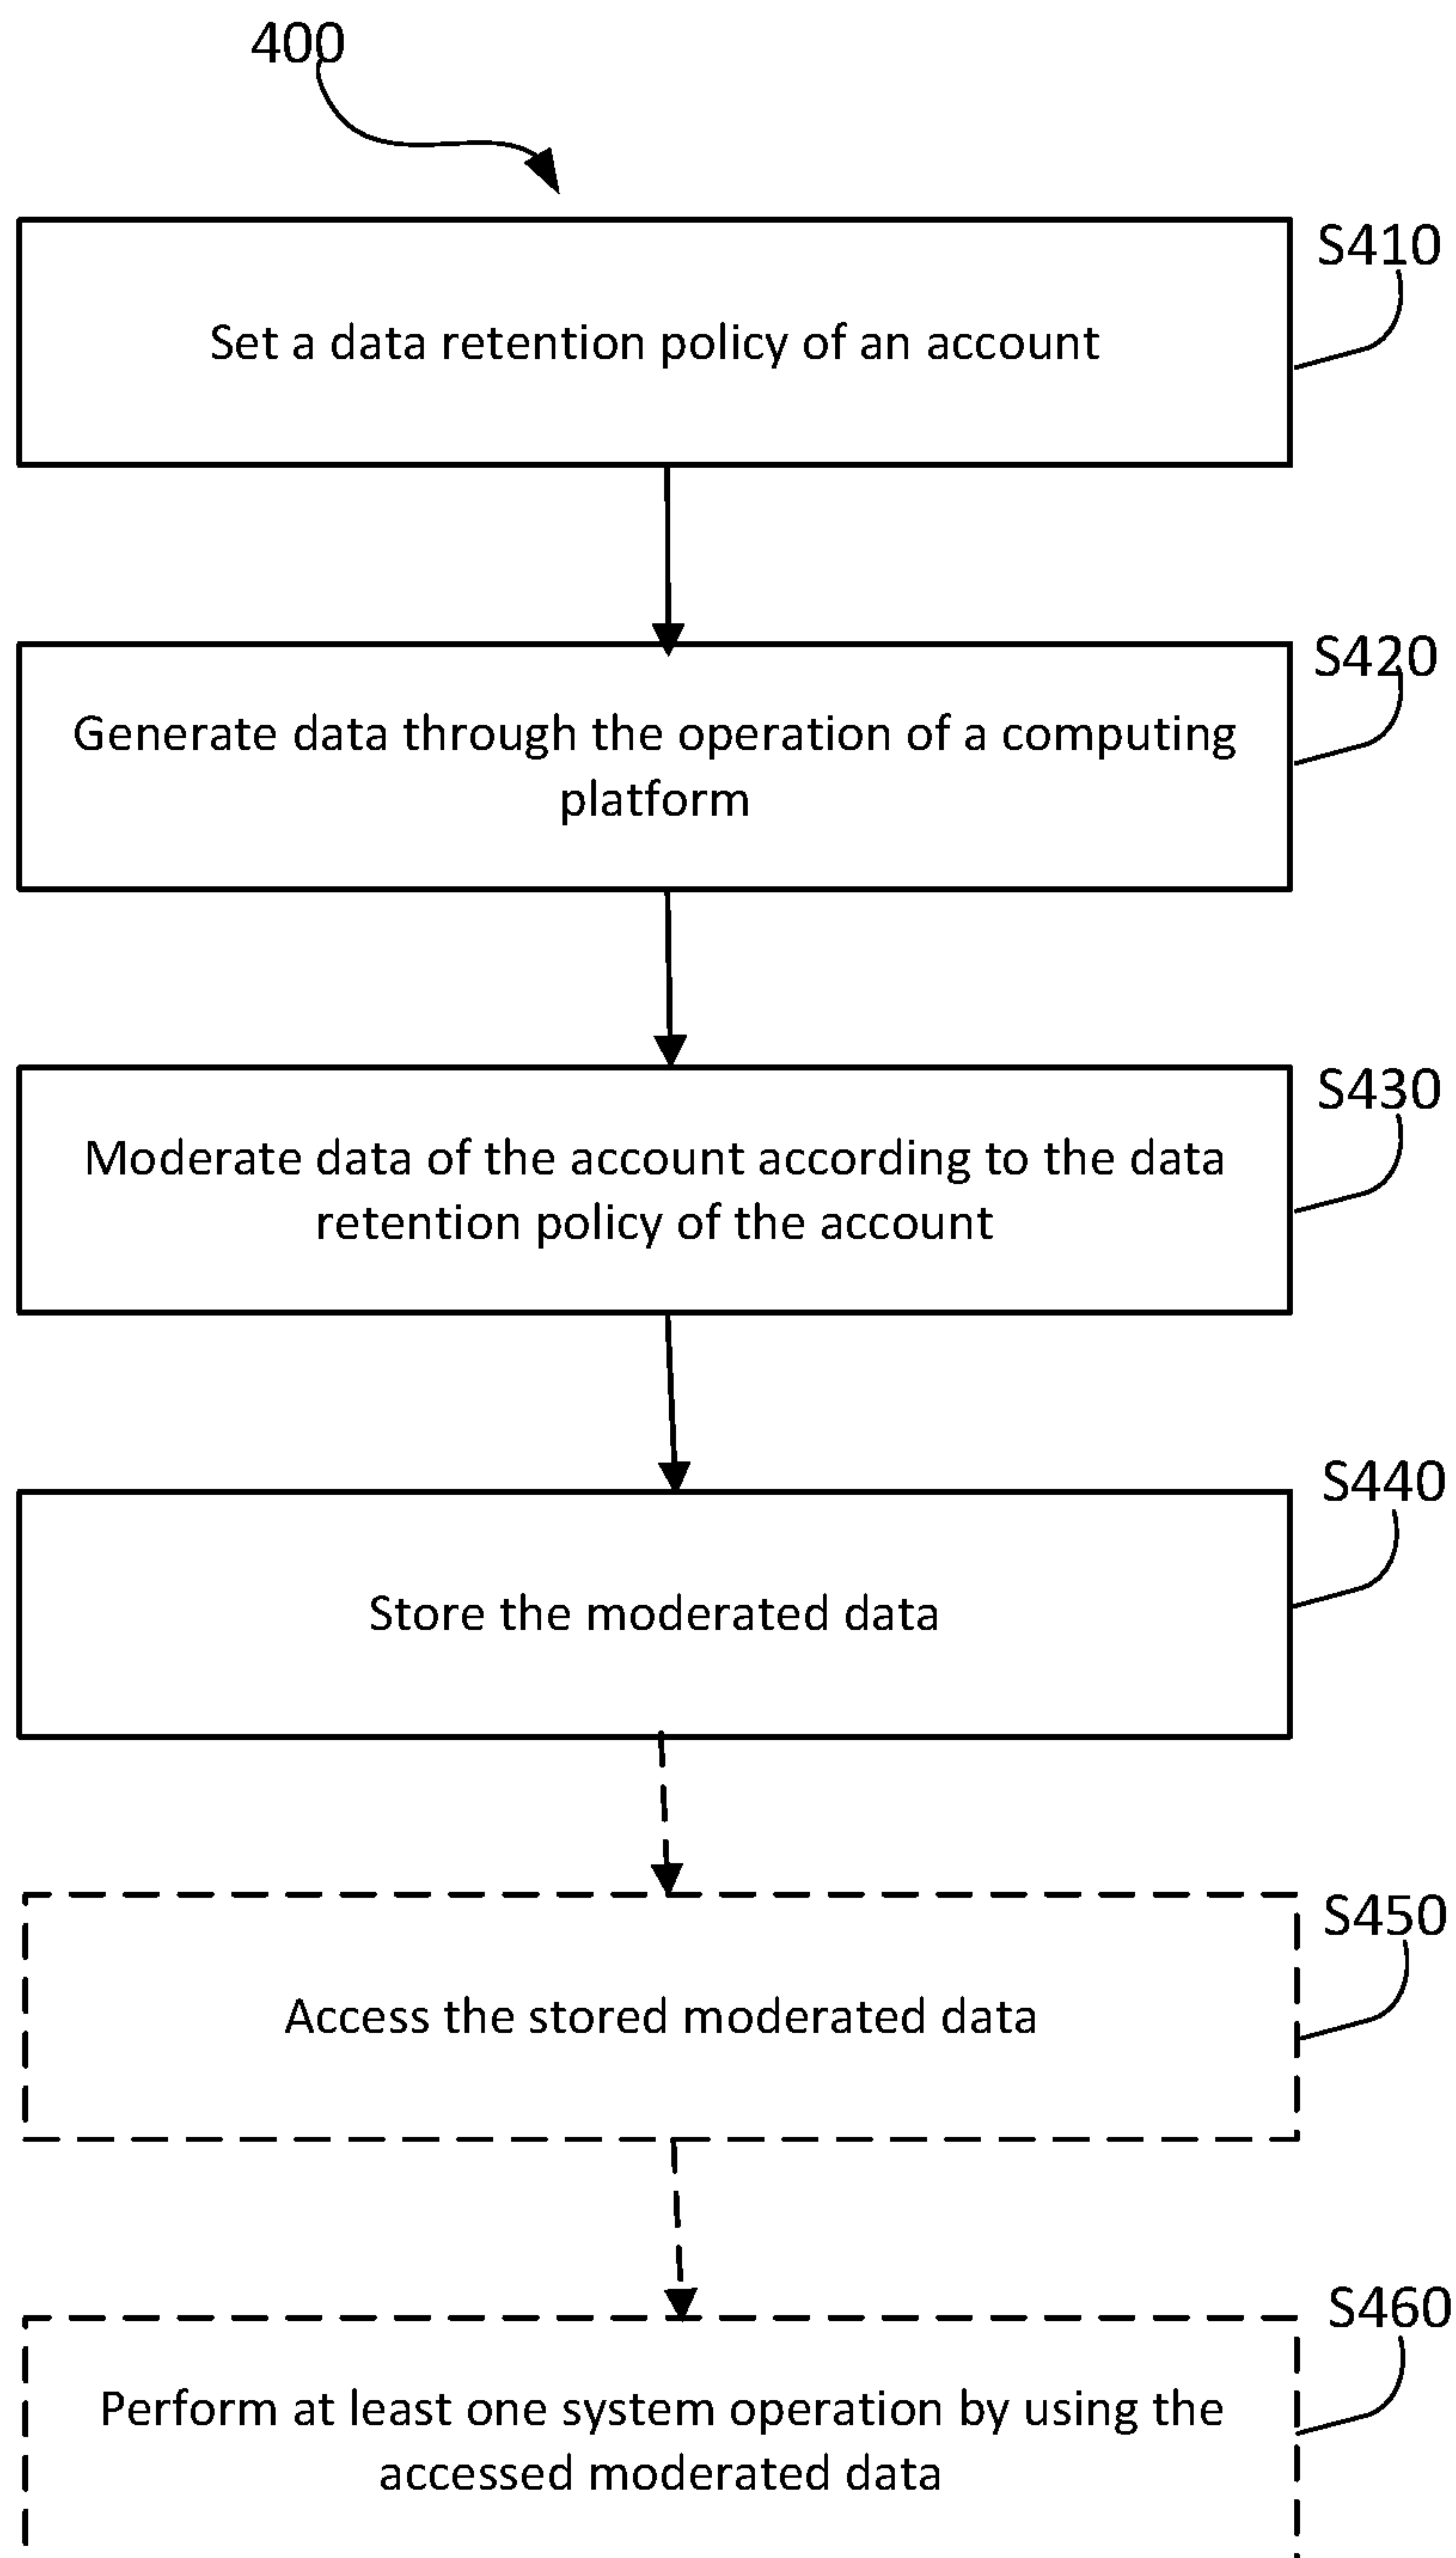 400
S410
Set a data retention policy of an account
S420
Generate data through the operation of a computing
platform
S430
Moderate data of the account according to the data
retention policy of the account
S440
Store the moderated data
S450
Access the stored moderated data
S460
Perform at least one system operation by using the
accessed moderated data